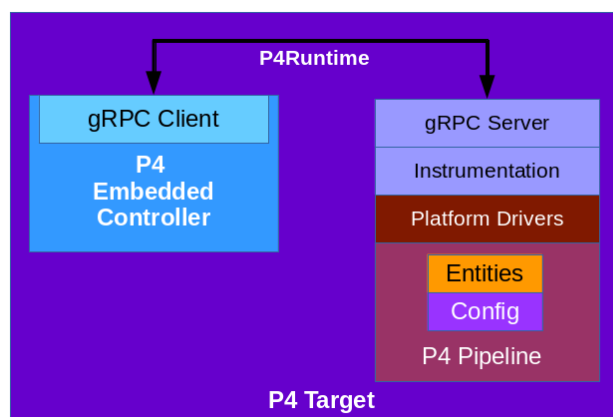 P4Runtime
gRPC Client
P4
Embedded
Controller
gRPC Server
Instrumentation
Platform Drivers
Entities
Config
P4 Pipeline
P4 Target